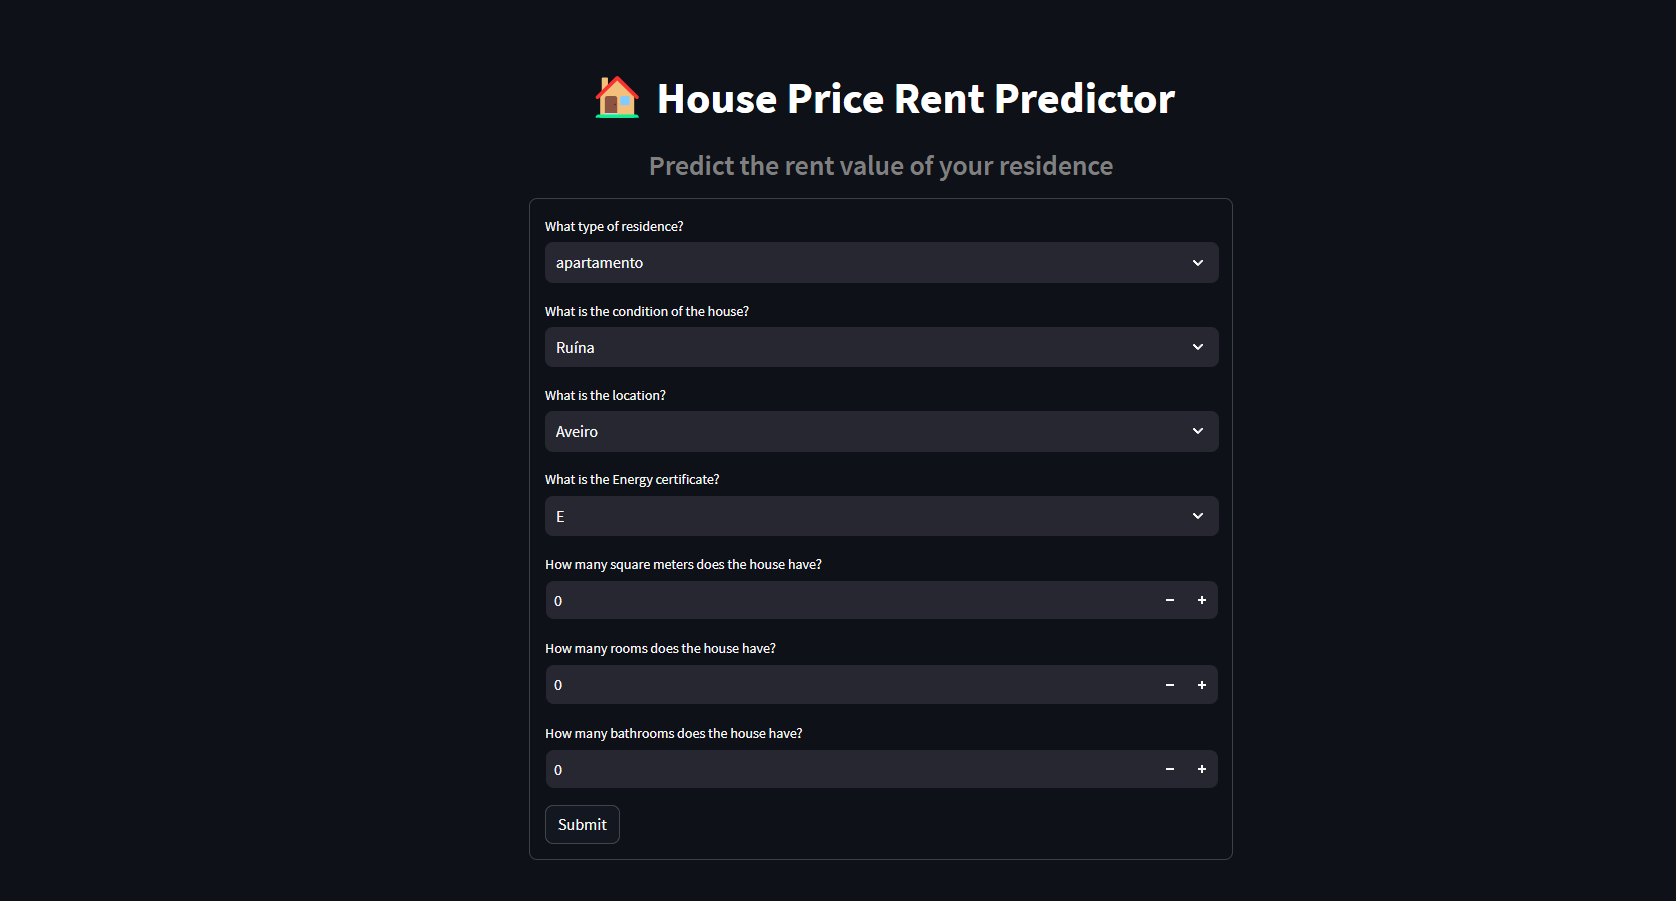 House Price Rent Predictor
Predict the rent value of your residence
What type of residence?
apartamento
What is the condition of the house?
Ruína
What is the location?
Aveiro
What is the Energy certificate?
E
How many square meters does the house have?
0
How many rooms does the house have?
0
How many bathrooms does the house have?
0
Submit